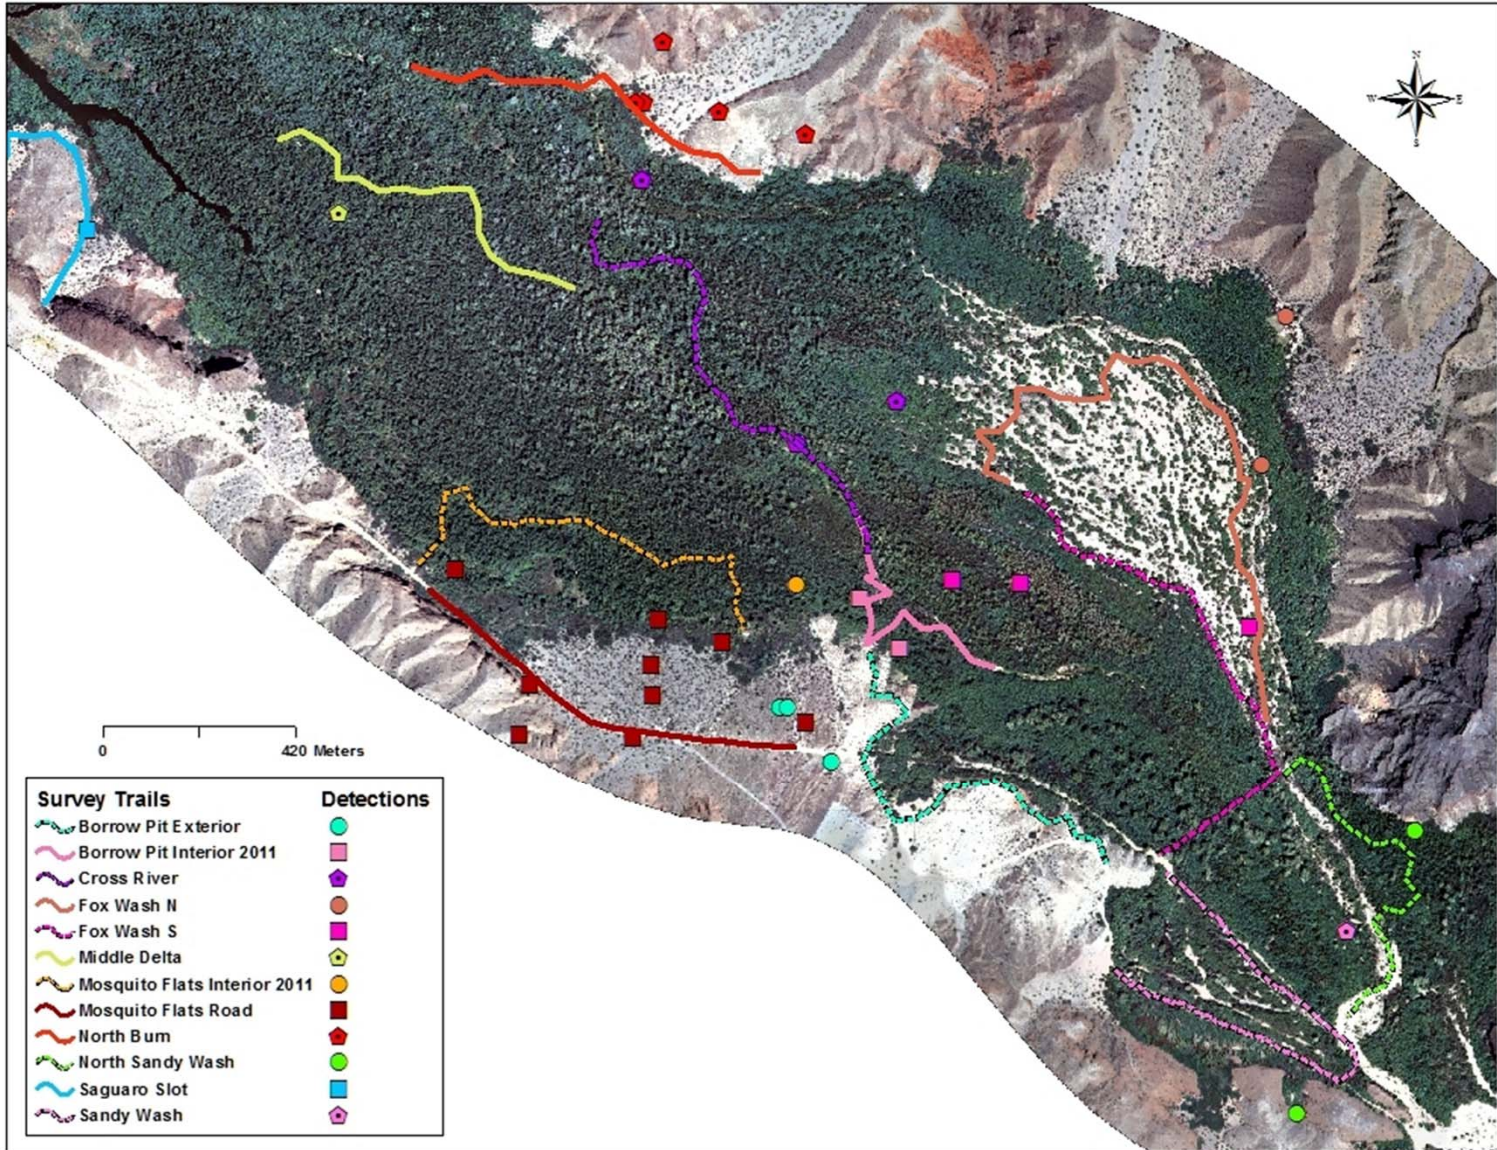 N
W E
S
0 420 Meters
Survey Trails Detections
Borrow Pit Exterior
Borrow Pit Interior 2011
Cross River
Fox Wash N
Fox Wash S
Middle Delta
Mosquito Flats Interior 2011
Mosquito Flats Road
North Burn
North Sandy Wash
Saguaro Slot
Sandy Wash